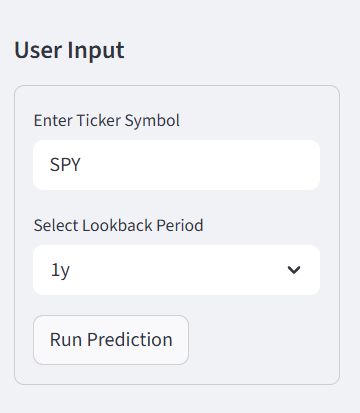 User Input
Enter Ticker Symbol
SPY
Select Lookback Period
1y
Run Prediction